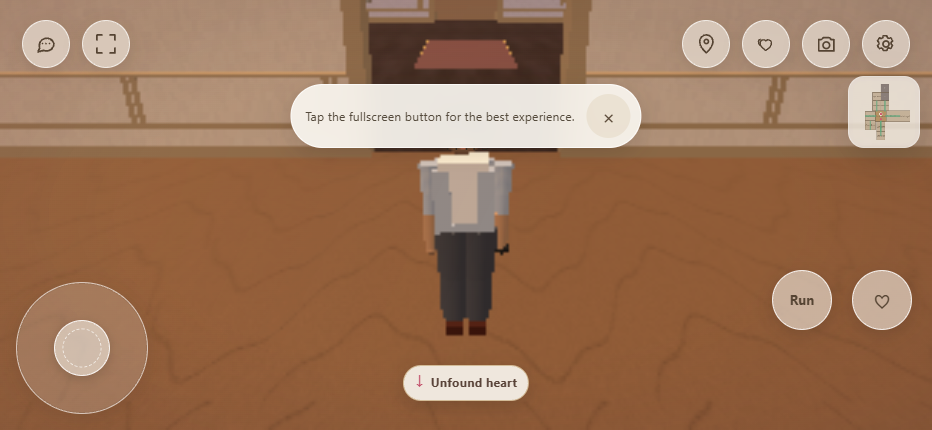 Tap the fullscreen button for the best experience.
Run
Unfound heart